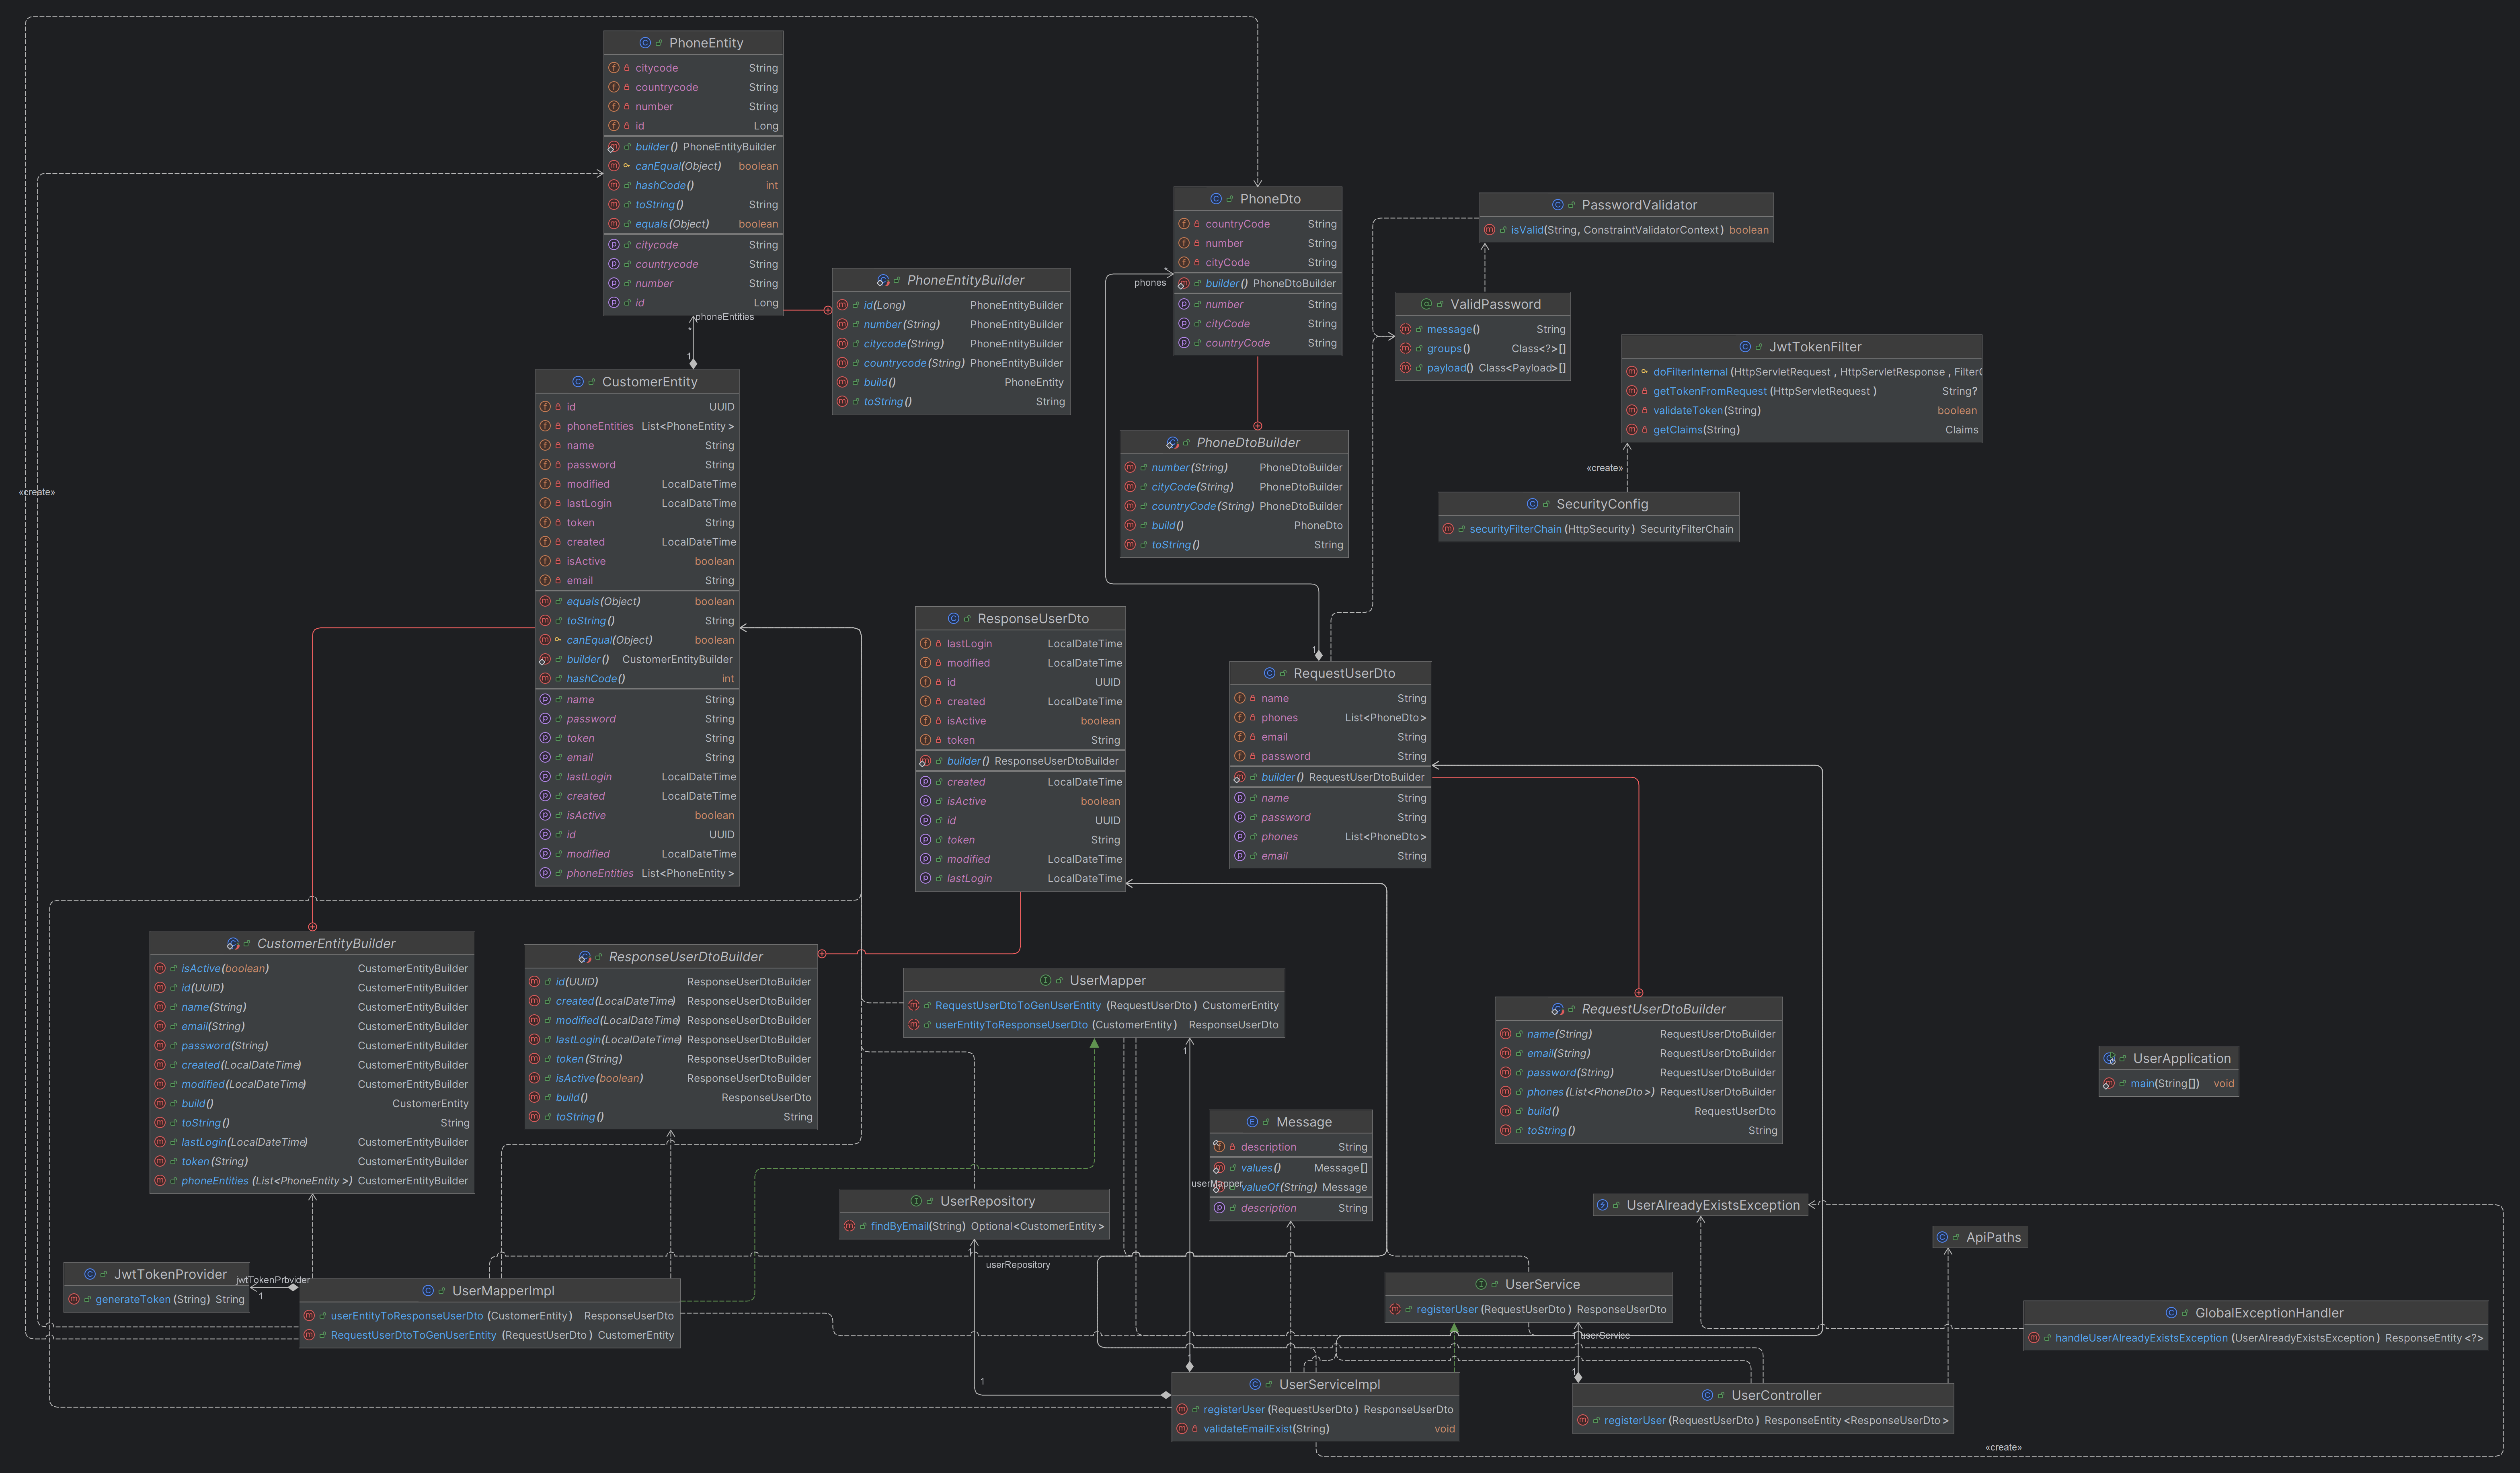 PhoneEntity
citycode String
countrycode String
number String
id Long
builder() PhoneEntityBuilder
canEqual(Object) boolean
hashCode() int
toString() String
equals(Object) boolean
citycode String
countrycode String
number String
id Long
phoneEntities
*
1
PhoneEntityBuilder
id(Long) PhoneEntityBuilder
number(String) PhoneEntityBuilder
citycode(String) PhoneEntityBuilder
countrycode(String) PhoneEntityBuilder
build() PhoneEntity
toString() String
PhoneDto
countryCode String
number String
cityCode String
builder() PhoneDtoBuilder
number String
cityCode String
countryCode String
*
phones
PasswordValidator
isValid(String, ConstraintValidatorContext) boolean
ValidPassword
message() String
groups() Class<?>[]
payload() Class<Payload>[]
JwtTokenFilter
doFilterInternal(HttpServletRequest, HttpServletResponse, FilterC
getTokenFromRequest(HttpServletRequest) String?
validateToken(String) boolean
getClaims(String) Claims
«create»
SecurityConfig
securityFilterChain(HttpSecurity) SecurityFilterChain
PhoneDtoBuilder
number(String) PhoneDtoBuilder
cityCode(String) PhoneDtoBuilder
countryCode(String) PhoneDtoBuilder
build() PhoneDto
toString() String
CustomerEntity
id UUID
phoneEntities List<PhoneEntity>
name String
password String
modified LocalDateTime
lastLogin LocalDateTime
token String
created LocalDateTime
isActive boolean
email String
equals(Object) boolean
toString() String
canEqual(Object) boolean
builder() CustomerEntityBuilder
hashCode() int
name String
password String
token String
email String
lastLogin LocalDateTime
created LocalDateTime
isActive boolean
id UUID
modified LocalDateTime
phoneEntities List<PhoneEntity>
«create»
ResponseUserDto
lastLogin LocalDateTime
modified LocalDateTime
id UUID
created LocalDateTime
isActive boolean
token String
builder() ResponseUserDtoBuilder
created LocalDateTime
isActive boolean
id UUID
token String
modified LocalDateTime
lastLogin LocalDateTime
1
RequestUserDto
name String
phones List<PhoneDto>
email String
password String
builder() RequestUserDtoBuilder
name String
password String
phones List<PhoneDto>
email String
CustomerEntityBuilder
isActive(boolean) CustomerEntityBuilder
id(UUID) CustomerEntityBuilder
name(String) CustomerEntityBuilder
email(String) CustomerEntityBuilder
password(String) CustomerEntityBuilder
created(LocalDateTime) CustomerEntityBuilder
modified(LocalDateTime) CustomerEntityBuilder
build() CustomerEntity
toString() String
lastLogin(LocalDateTime) CustomerEntityBuilder
token(String) CustomerEntityBuilder
phoneEntities(List<PhoneEntity>) CustomerEntityBuilder
ResponseUserDtoBuilder
id(UUID) ResponseUserDtoBuilder
created(LocalDateTime) ResponseUserDtoBuilder
modified(LocalDateTime) ResponseUserDtoBuilder
lastLogin(LocalDateTime) ResponseUserDtoBuilder
token(String) ResponseUserDtoBuilder
isActive(boolean) ResponseUserDtoBuilder
build() ResponseUserDto
toString() String
UserMapper
RequestUserDtoToGenUserEntity(RequestUserDto) CustomerEntity
userEntityToResponseUserDto(CustomerEntity) ResponseUserDto
1
RequestUserDtoBuilder
name(String) RequestUserDtoBuilder
email(String) RequestUserDtoBuilder
password(String) RequestUserDtoBuilder
phones(List<PhoneDto>) RequestUserDtoBuilder
build() RequestUserDto
toString() String
UserApplication
main(String[]) void
Message
description String
values() Message[]
valueOf(String) Message
description String
userMapper
UserRepository
findByEmail(String) Optional<CustomerEntity>
1
userRepository
UserAlreadyExistsException
ApiPaths
JwtTokenProvider
generateToken(String) String
jwtTokenProvider
1
UserMapperImpl
userEntityToResponseUserDto(CustomerEntity) ResponseUserDto
RequestUserDtoToGenUserEntity(RequestUserDto) CustomerEntity
UserService
registerUser(RequestUserDto) ResponseUserDto
userService
GlobalExceptionHandler
handleUserAlreadyExistsException(UserAlreadyExistsException) ResponseEntity<?>
1
UserServiceImpl
registerUser(RequestUserDto) ResponseUserDto
validateEmailExist(String) void
1
UserController
registerUser(RequestUserDto) ResponseEntity<ResponseUserDto>
«create»